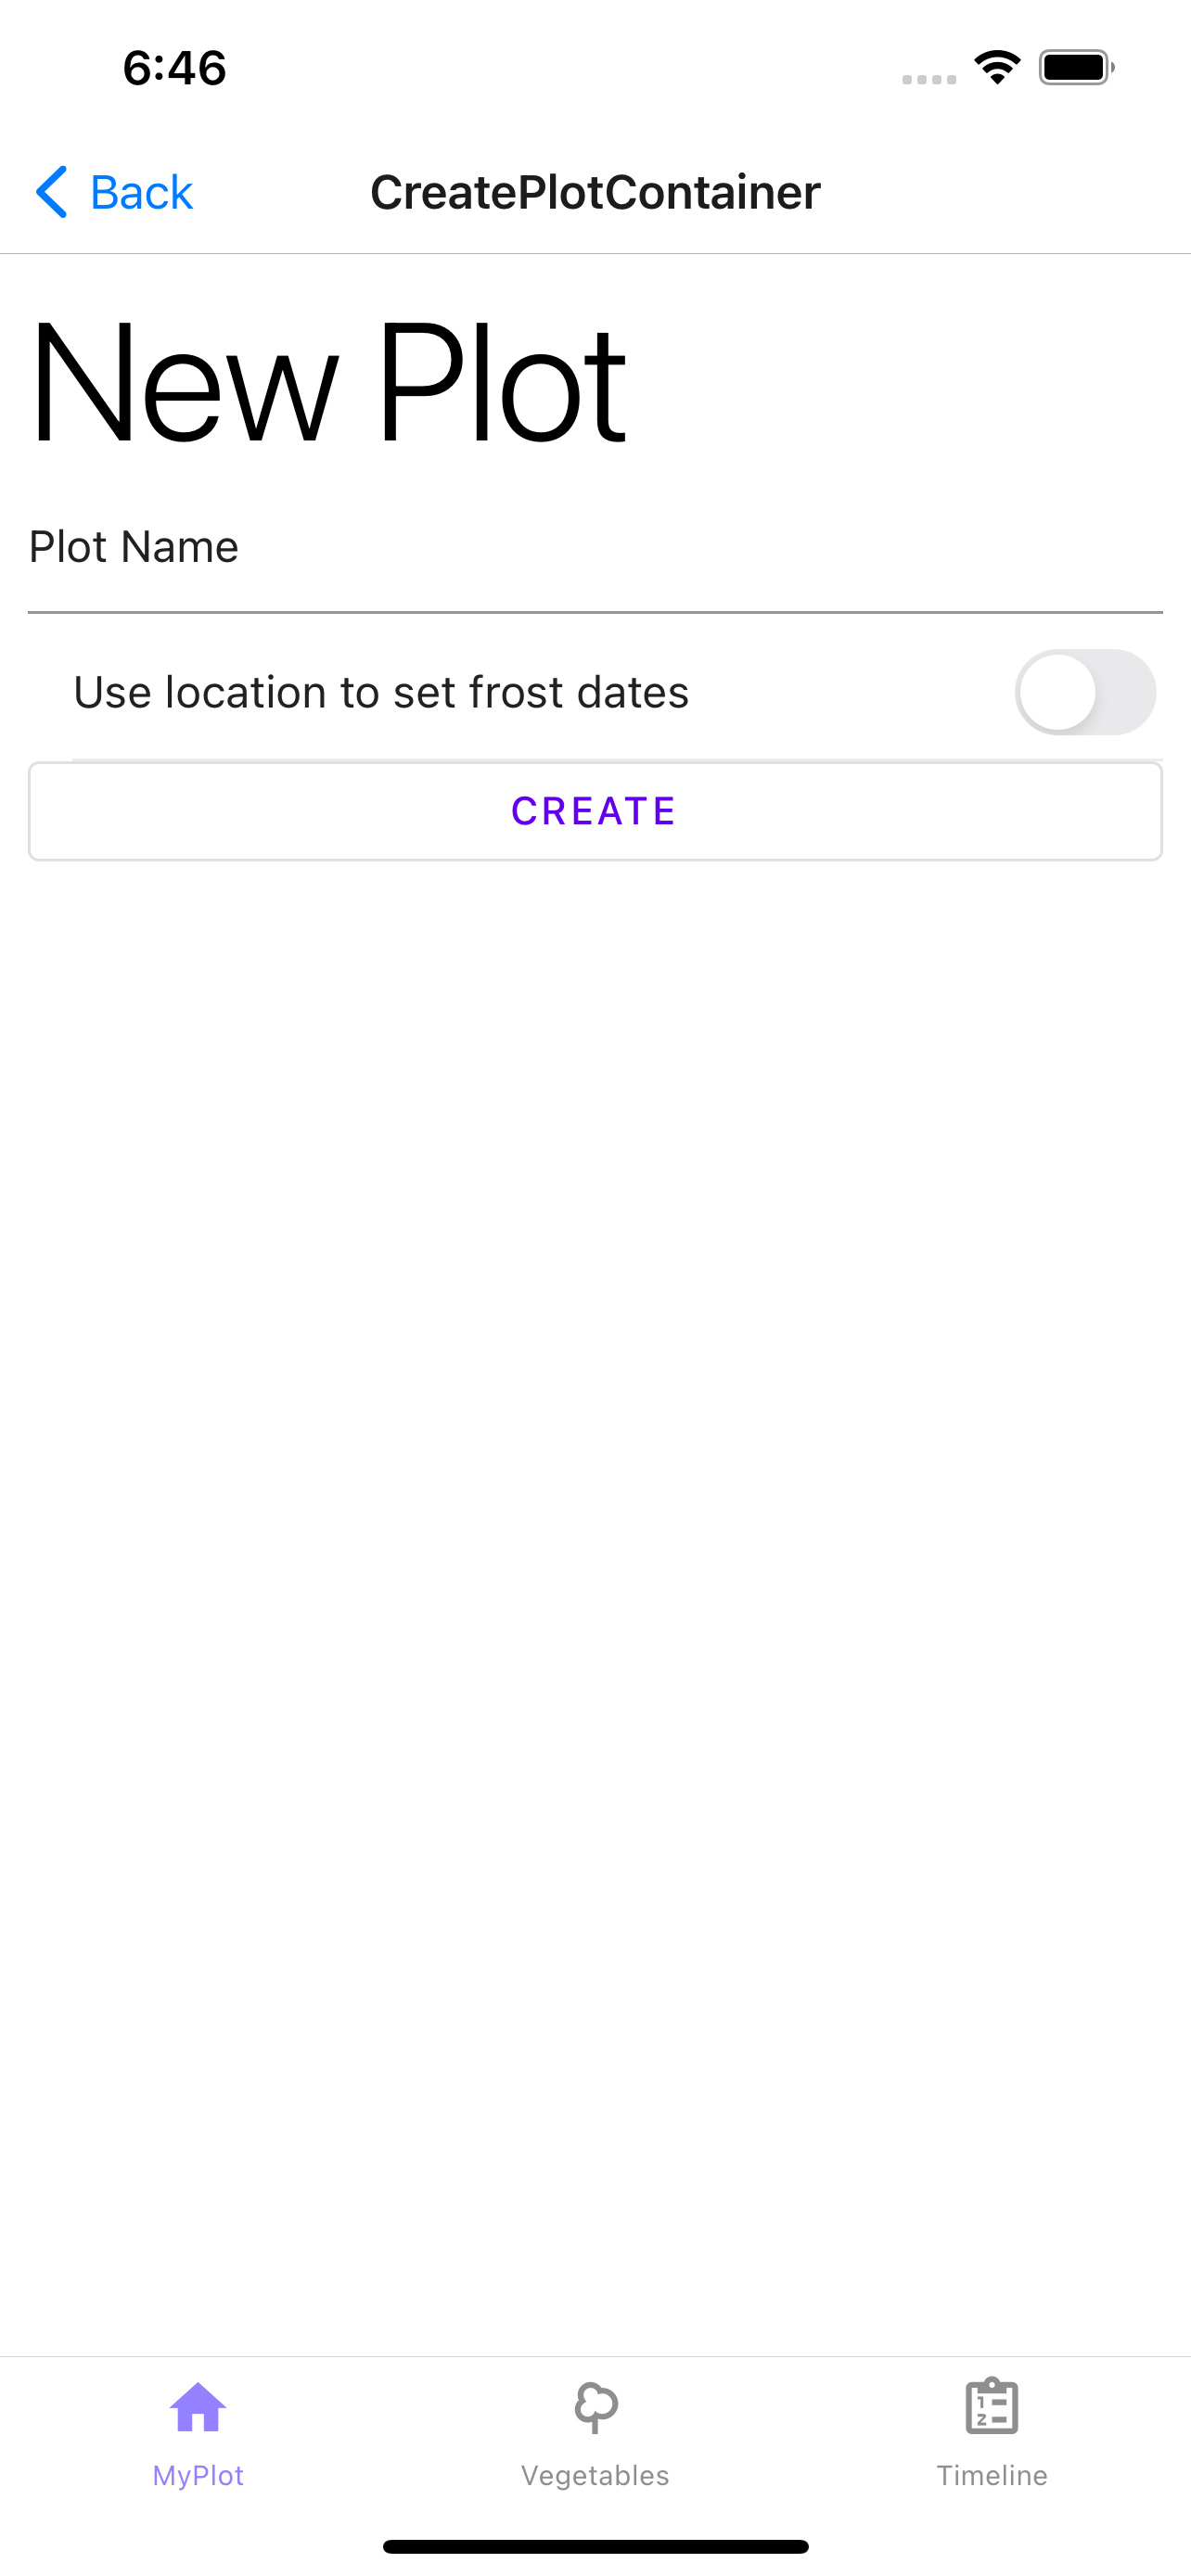 6:46
Back
CreatePlotContainer
New Plot
Plot Name
Use location to set frost dates
CREATE
MyPlot
Vegetables
Timeline